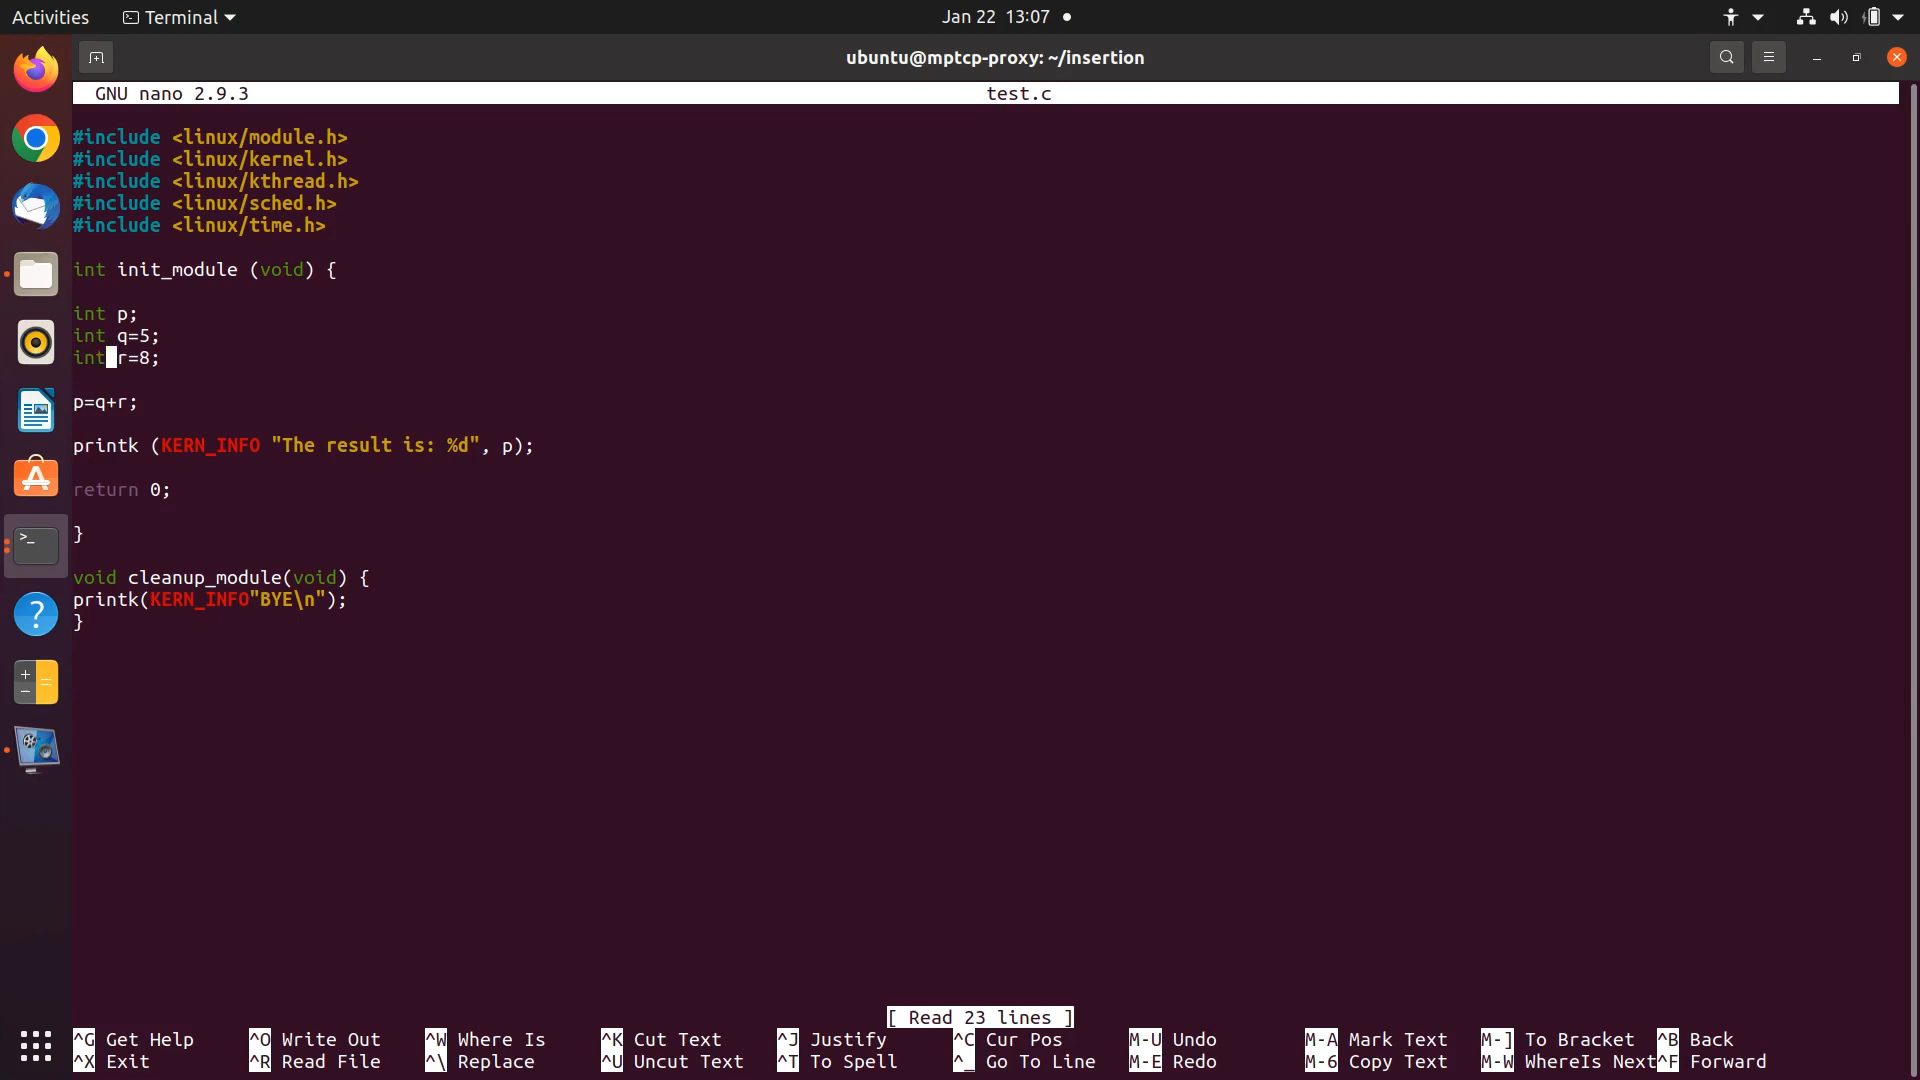 Activities
Terminal
Jan 22 13:07
ubuntu@mptcp-proxy: ~/insertion
GNU nano 2.9.3
test.c
#include <linux/module.h>
#include <linux/kernel.h>
#include <linux/kthread.h>
#include <linux/sched.h>
#include <linux/time.h>
int init_module (void) {
int p;
int q=5;
int r=8;
p=q+r;
printk (KERN_INFO "The result is: %d", p);
return 0;
}
void cleanup_module(void) {
printk(KERN_INFO"BYE\n");
}
[ Read 23 lines ]
^G Get Help ^O Write Out ^W Where Is ^K Cut Text ^J Justify ^C Cur Pos M-U Undo M-A Mark Text M-] To Bracket ^B Back
^X Exit ^R Read File ^\ Replace ^U Uncut Text ^T To Spell ^_ Go To Line M-E Redo M-6 Copy Text M-W WhereIs Next ^F Forward